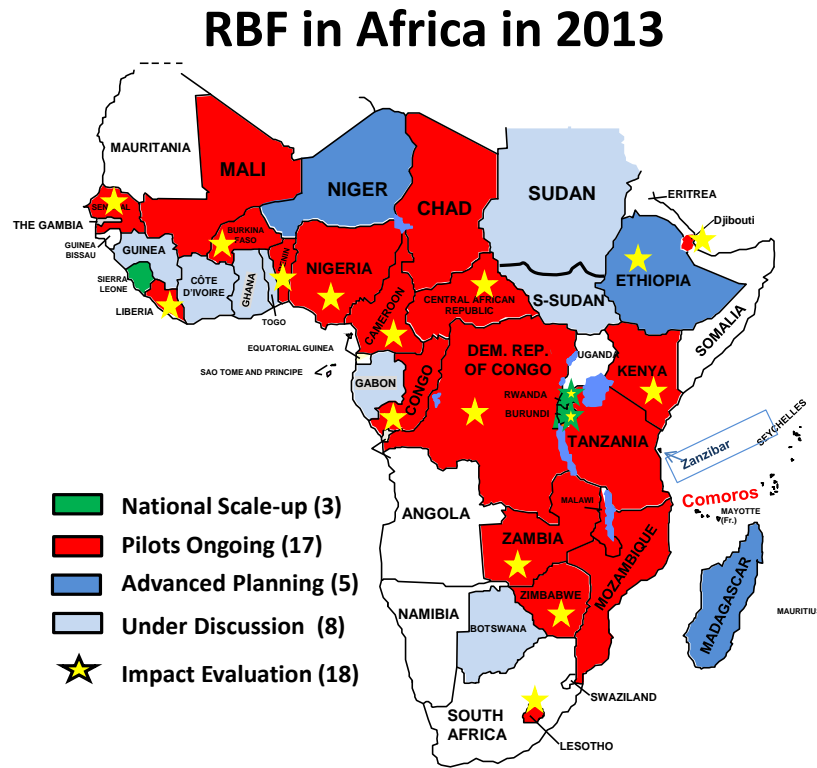 RBF in Africa in 2013
MAURITANIA
MALI
NIGER
CHAD
SUDAN
ERITREA
Djibouti
THE GAMBIA
GUINEA
BISSAU
GUINEA
BURKINA
FASO
NIGERIA
CENTRAL AFRICAN
REPUBLIC
S-SUDAN
ETHIOPIA
SOMALIA
SIERRA
LEONE
LIBERIA
CÔTE
D'IVOIRE
GHANA
TOGO
CAMEROON
EQUATORIAL GUINEA
SAO TOME AND PRINCIPE
GABON
CONGO
DEM. REP.
OF CONGO
UGANDA
KENYA
RWANDA
BURUNDI
TANZANIA
Zanzibar
SEYCHELLES
Comoros
MAYOTTE
(Fr.)
ANGOLA
MALAWI
ZAMBIA
MOZAMBIQUE
ZIMBABWE
MADAGASCAR
MAURITIU
NAMIBIA
BOTSWANA
SWAZILAND
SOUTH
AFRICA
LESOTHO
National Scale-up (3)
Pilots Ongoing (17)
Advanced Planning (5)
Under Discussion (8)
Impact Evaluation (18)